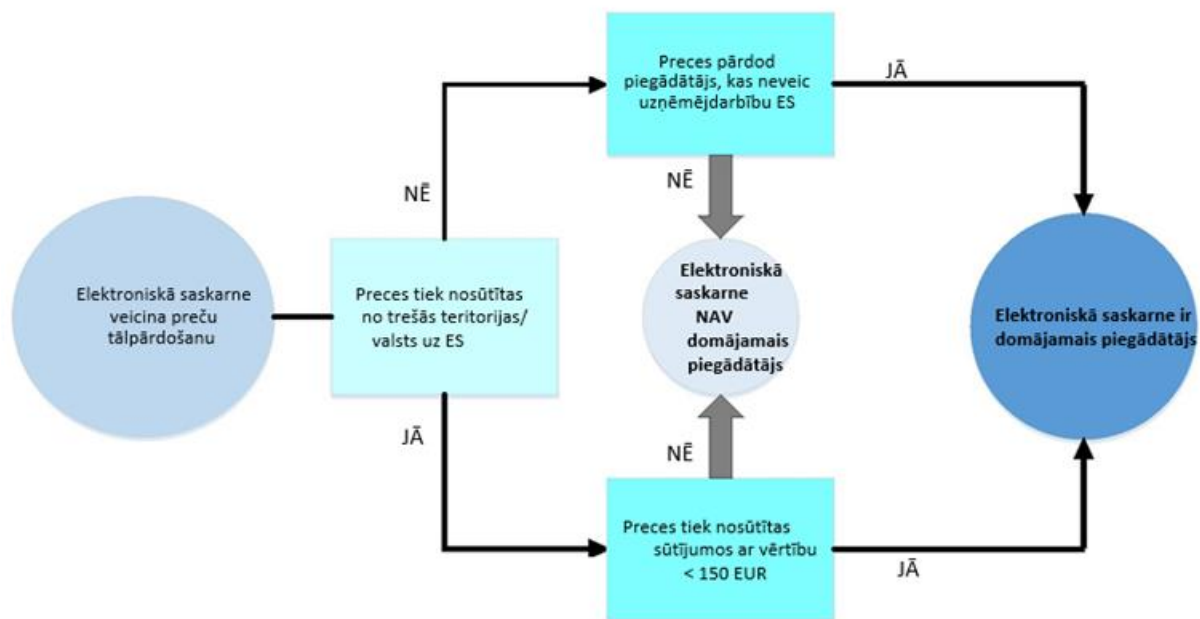 Preces pārdod
piegādātājs, kas neveic
uzņēmējdarbību ES
JĀ
NĒ
NĒ
Elektroniskā saskarne
veicina preču
tālpārdošanu
Preces tiek nosūtītas
no trešās teritorijas/
valsts uz ES
Elektroniskā
saskarne
NAV
domājamais
piegādātājs
Elektroniskā saskarne ir
domājamais piegādātājs
JĀ
NĒ
Preces tiek nosūtītas
sūtījumos ar vērtību
< 150 EUR
JĀ